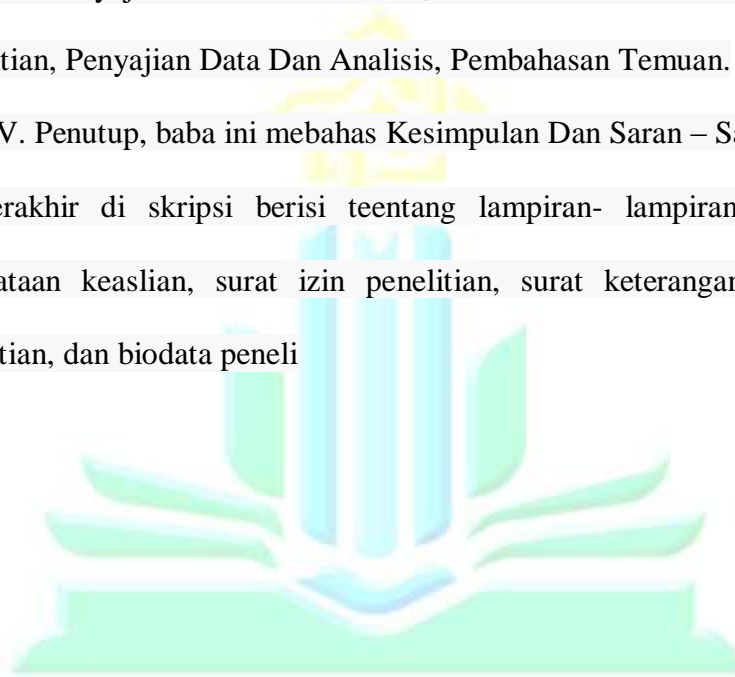 tian, Penyajian Data Dan Analisis, Pembahasan Temuan.
V. Penutup, baba ini mebahas Kesimpulan Dan Saran – Sa
erakhir di skripsi berisi teentang lampiran- lampiran
ataan keaslian, surat izin penelitian, surat keterangan
tian, dan biodata peneli